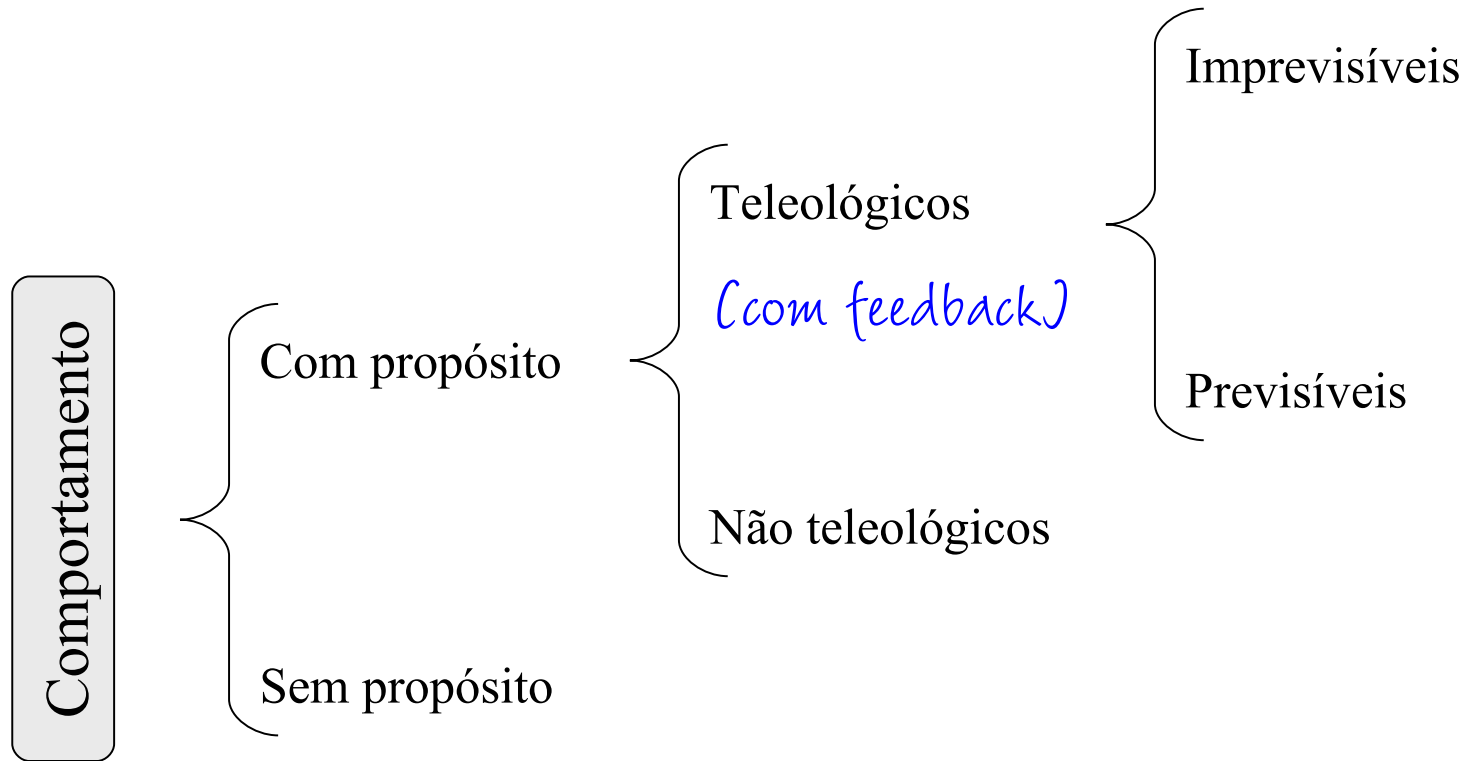 Comportamento
Com propósito
Sem propósito
Teleológicos
(com feedback)
Não teleológicos
Imprevisíveis
Previsíveis